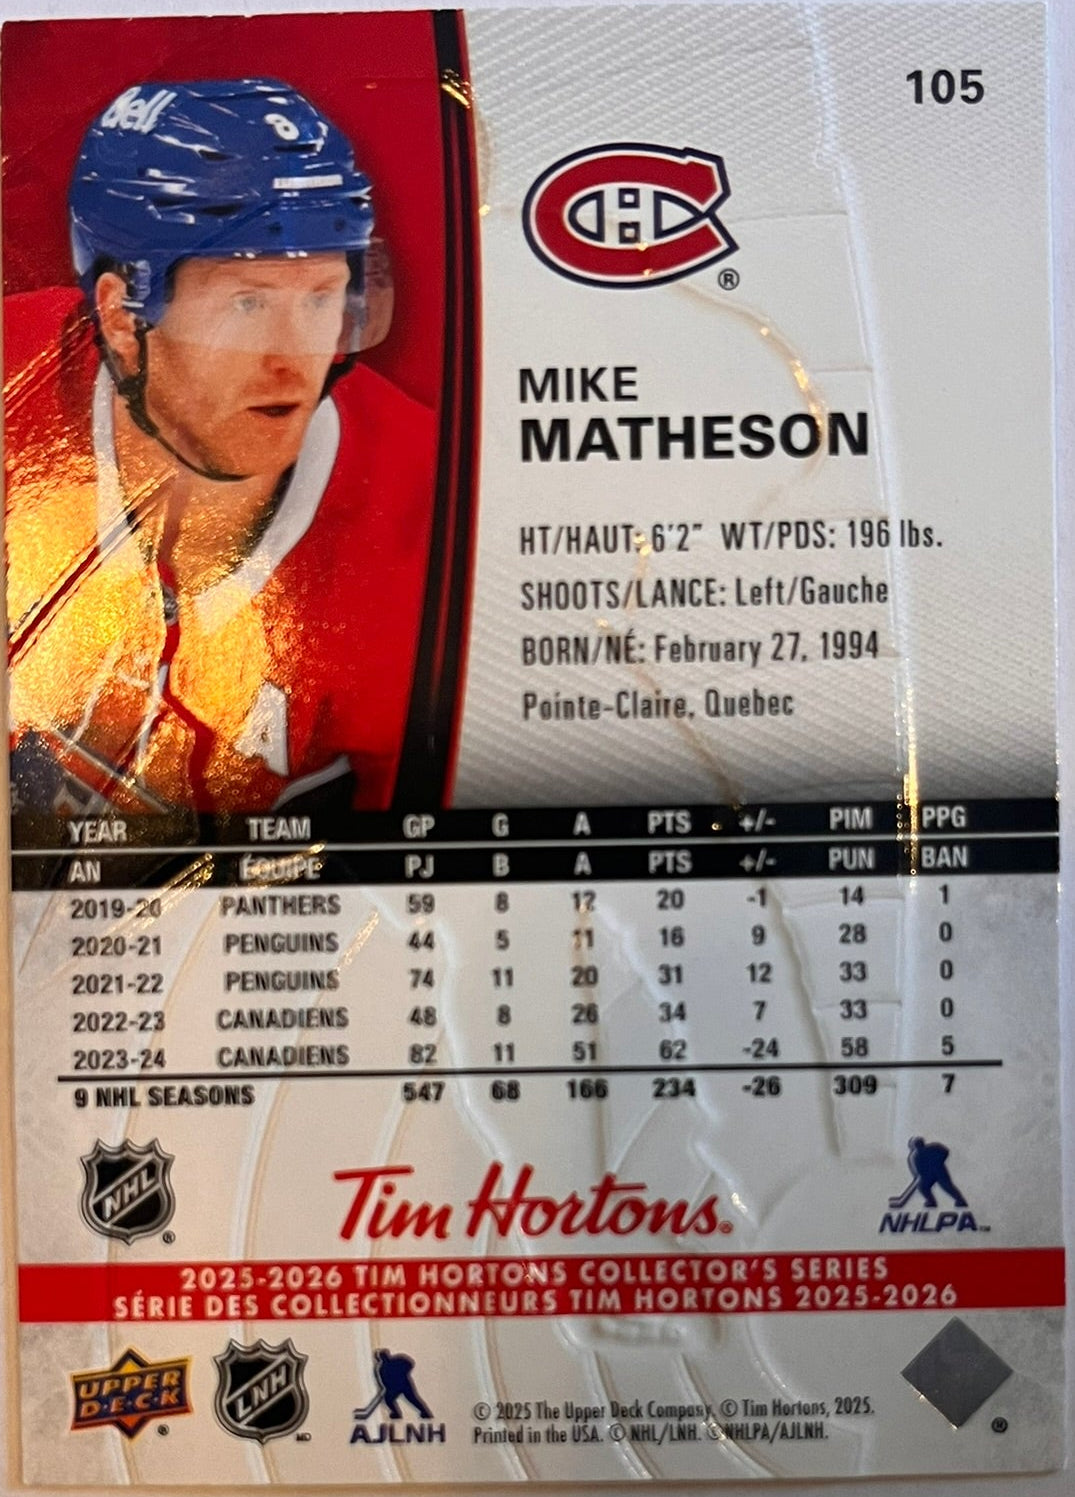 105
Bell 8
®
MIKE
MATHESON
HT/HAUT: 6'2" WT/PDS: 196 lbs.
SHOOTS/LANCE: Left/Gauche
BORN/NÉ: February 27, 1994
Pointe-Claire, Quebec
A
YEAR TEAM GP G A PTS +/- PIM PPG
AN ÉQUIPE PJ B A PTS +/- PUN BAN
2019-20 PANTHERS 59 8 12 20 -1 14 1
2020-21 PENGUINS 44 5 11 16 9 28 0
2021-22 PENGUINS 74 11 20 31 12 33 0
2022-23 CANADIENS 48 8 26 34 7 33 0
2023-24 CANADIENS 82 11 51 62 -24 58 5
9 NHL SEASONS 547 68 166 234 -26 309 7
NHL ® Tim Hortons® NHLPA™
2025-2026 TIM HORTONS COLLECTOR'S SERIES
SÉRIE DES COLLECTIONNEURS TIM HORTONS 2025-2026
UPPER DECK ® LNH MD AJLNH
© 2025 The Upper Deck Company. © Tim Hortons, 2025.
Printed in the USA. © NHL/LNH. © NHLPA/AJLNH.
®